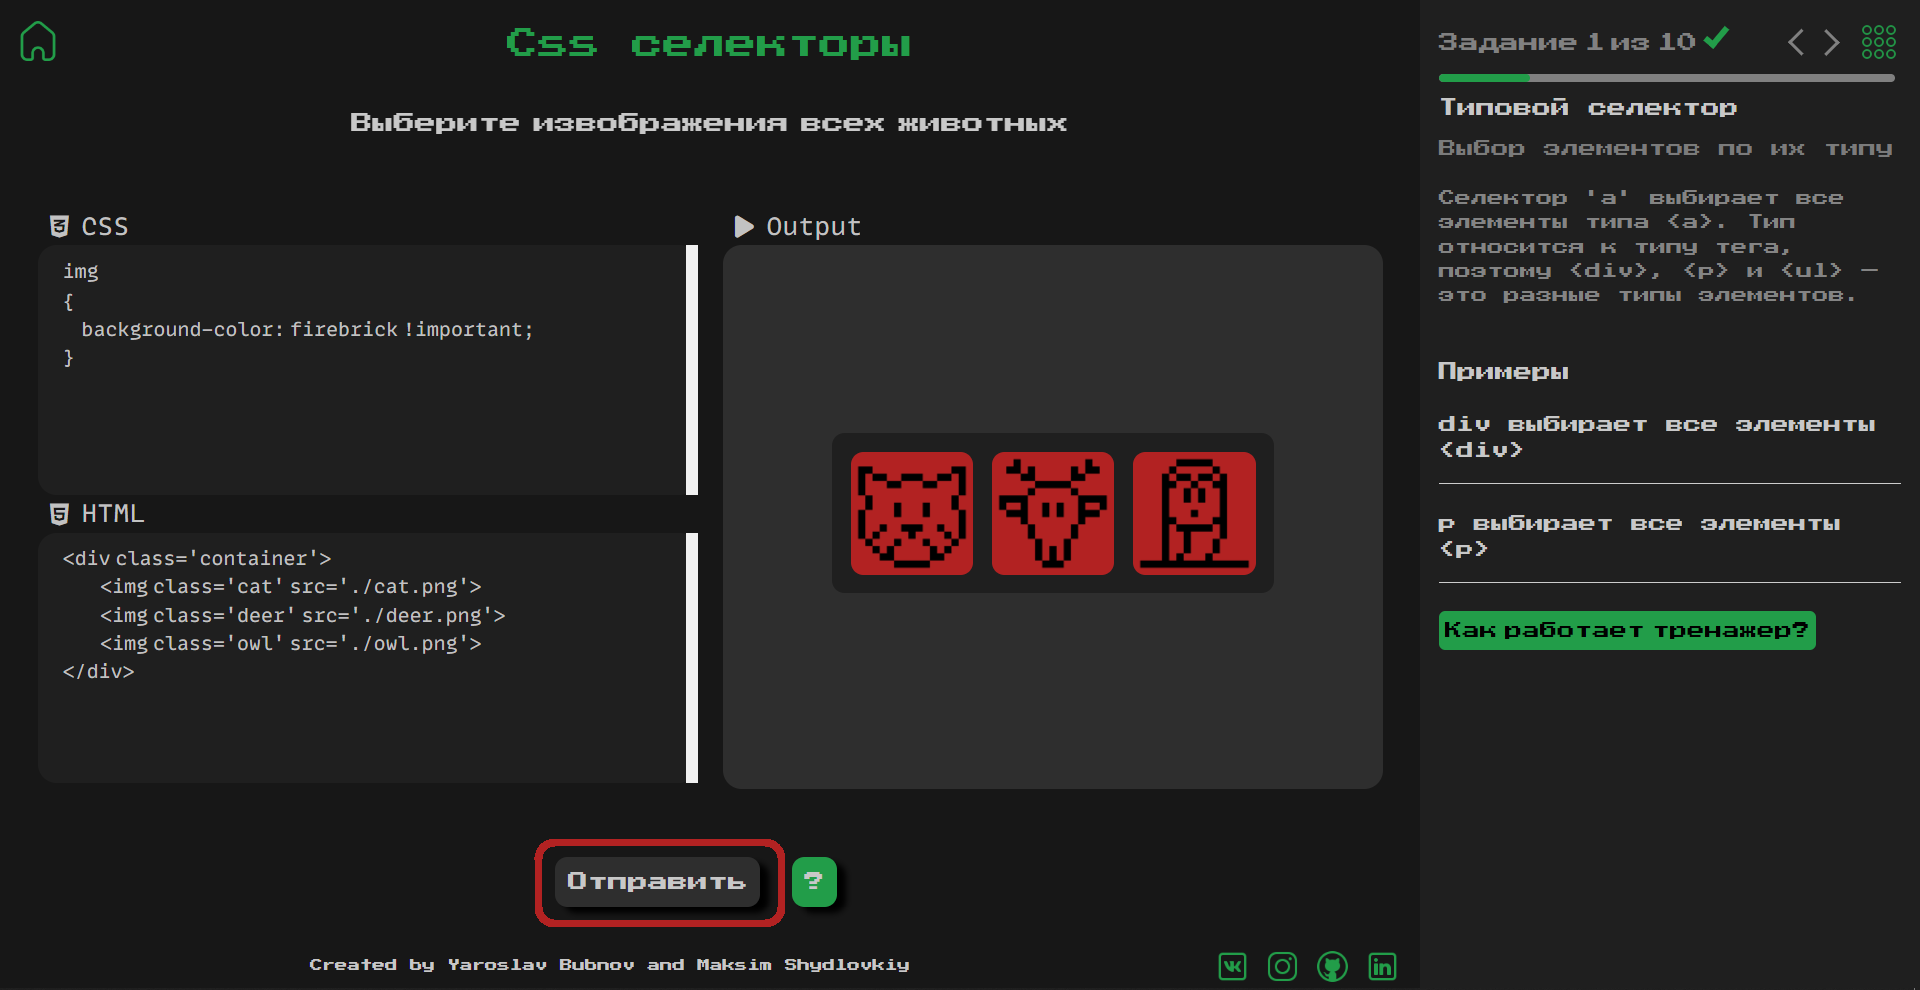 Css селекторы
Выберите извображения всех животных
CSS
img
{
background-color: firebrick !important;
}
HTML
<div class='container'>
<img class='cat' src='./cat.png'>
<img class='deer' src='./deer.png'>
<img class='owl' src='./owl.png'>
</div>
Output
Отправить
?
Created by Yaroslav Bubnov and Maksim Shydlovkiy
Задание 1 из 10
Типовой селектор
Выбор элементов по их типу
Селектор 'a' выбирает все
элементы типа <a>. Тип
относится к типу тега,
поэтому <div>, <p> и <ul> —
это разные типы элементов.
Примеры
div выбирает все элементы
<div>
p выбирает все элементы
<p>
Как работает тренажер?